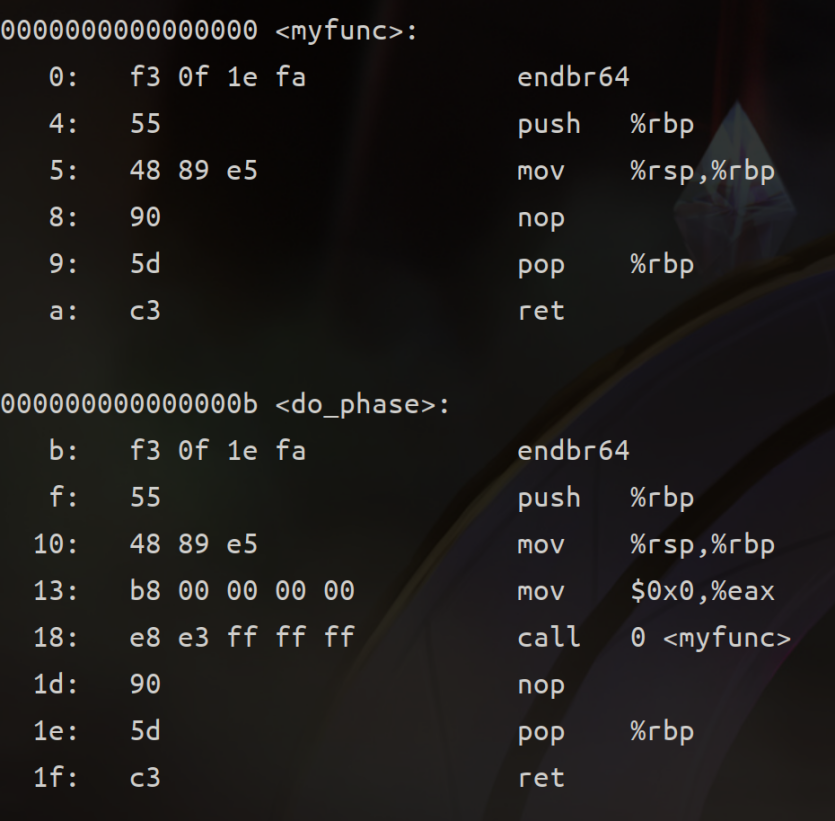 0000000000000000 <myfunc>:
   0:   f3 0f 1e fa             endbr64
   4:   55                      push   %rbp
   5:   48 89 e5                mov    %rsp,%rbp
   8:   90                      nop
   9:   5d                      pop    %rbp
   a:   c3                      ret

000000000000000b <do_phase>:
   b:   f3 0f 1e fa             endbr64
   f:   55                      push   %rbp
  10:   48 89 e5                mov    %rsp,%rbp
  13:   b8 00 00 00 00          mov    $0x0,%eax
  18:   e8 e3 ff ff ff          call   0 <myfunc>
  1d:   90                      nop
  1e:   5d                      pop    %rbp
  1f:   c3                      ret